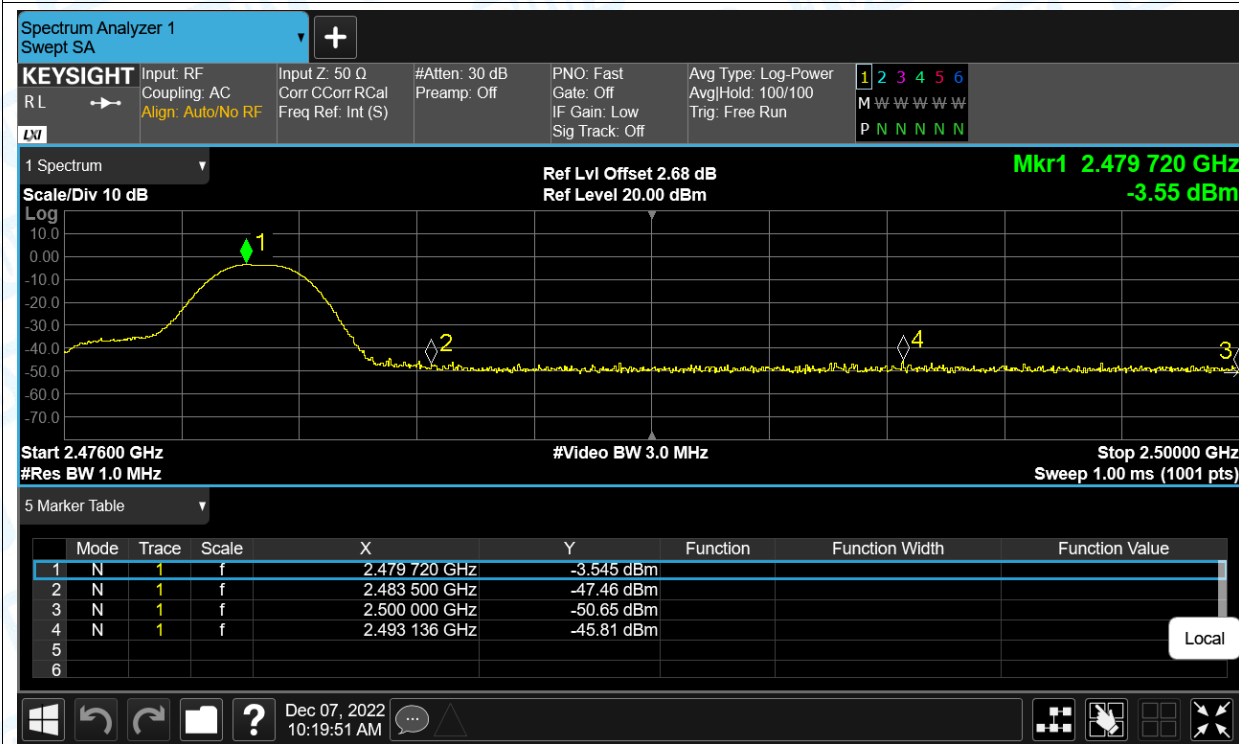 Spectrum Analyzer 1
Swept SA
+
KEYSIGHT
RL
LXI
Input: RF
Coupling: AC
Align: Auto/No RF
Input Z: 50 Ω
Corr CCorr RCal
Freq Ref: Int (S)
#Atten: 30 dB
Preamp: Off
PNO: Fast
Gate: Off
IF Gain: Low
Sig Track: Off
Avg Type: Log-Power
Avg|Hold: 100/100
Trig: Free Run
1 2 3 4 5 6
M W W W W W
P N N N N N
1 Spectrum
Scale/Div 10 dB
Ref Lvl Offset 2.68 dB
Ref Level 20.00 dBm
Mkr1 2.479 720 GHz
-3.55 dBm
Log
10.0
0.00
-10.0
-20.0
-30.0
-40.0
-50.0
-60.0
-70.0
1
2
4
3
Start 2.47600 GHz
#Video BW 3.0 MHz
Stop 2.50000 GHz
#Res BW 1.0 MHz
Sweep 1.00 ms (1001 pts)
5 Marker Table
Mode Trace Scale X Y Function Function Width Function Value
1 N 1 f 2.479 720 GHz -3.545 dBm
2 N 1 f 2.483 500 GHz -47.46 dBm
3 N 1 f 2.500 000 GHz -50.65 dBm
4 N 1 f 2.493 136 GHz -45.81 dBm
5
6
Local
?
Dec 07, 2022
10:19:51 AM